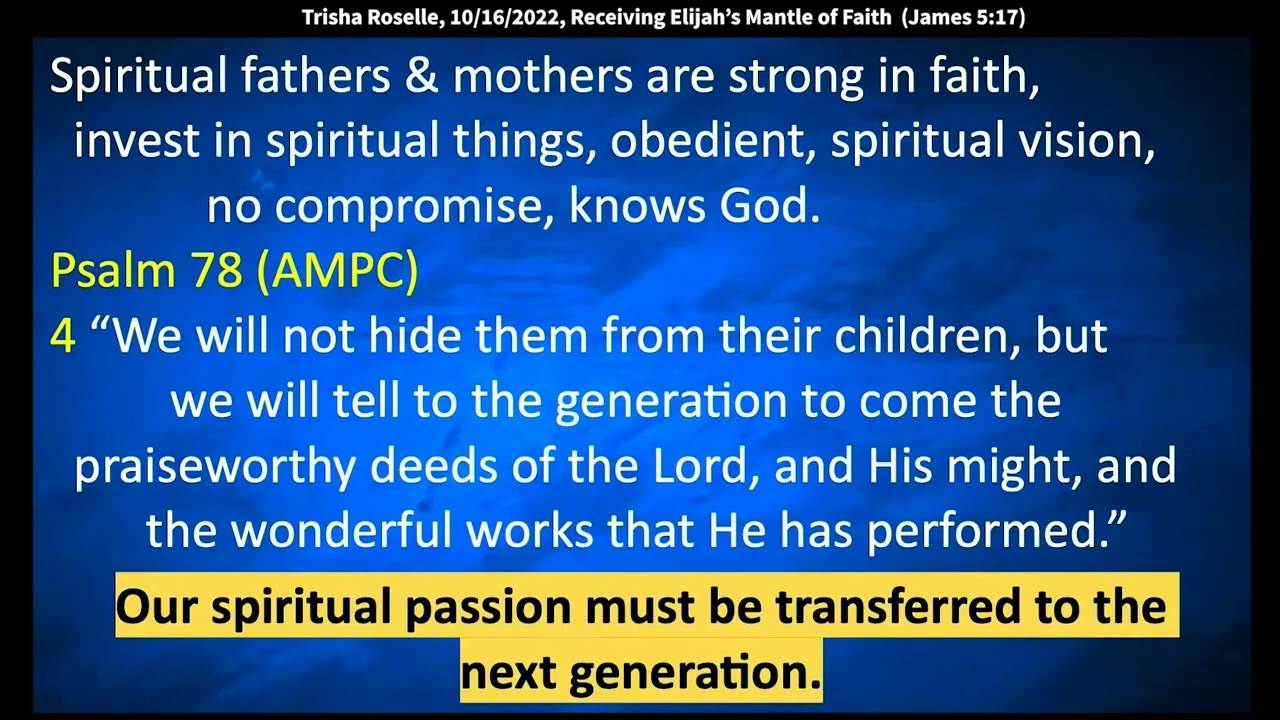 Trisha Roselle, 10/16/2022, Receiving Elijah’s Mantle of Faith (James 5:17)
Spiritual fathers & mothers are strong in faith,
invest in spiritual things, obedient, spiritual vision,
no compromise, knows God.
Psalm 78 (AMPC)
4 “We will not hide them from their children, but
we will tell to the generation to come the
praiseworthy deeds of the Lord, and His might, and
the wonderful works that He has performed.”
Our spiritual passion must be transferred to the
next generation.